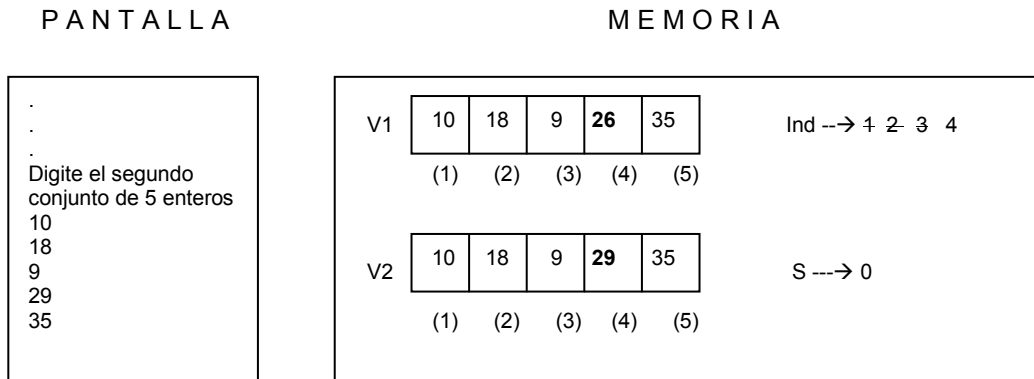 P A N T A L L A
M E M O R I A
.
.
.
Digite el segundo
conjunto de 5 enteros
10
18
9
29
35
V1 10 18 9 26 35
(1) (2) (3) (4) (5)
Ind --→ 1 2 3 4
V2 10 18 9 29 35
(1) (2) (3) (4) (5)
S ---→ 0